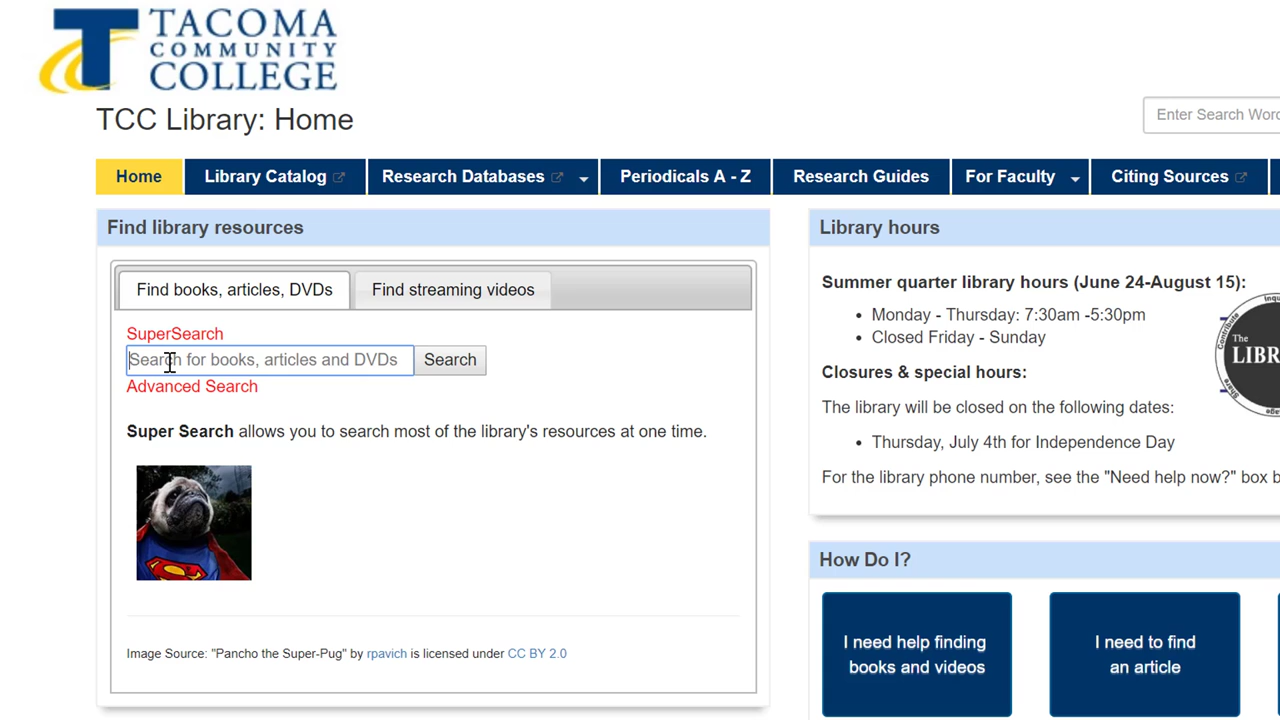 TACOMA
COMMUNITY
COLLEGE
TCC Library: Home
Enter Search Word
Home
Library Catalog
Research Databases
Periodicals A - Z
Research Guides
For Faculty
Citing Sources
Find library resources
Find books, articles, DVDs
Find streaming videos
SuperSearch
Search for books, articles and DVDs
Search
Advanced Search
Super Search allows you to search most of the library's resources at one time.
Image Source: "Pancho the Super-Pug" by rpavich is licensed under CC BY 2.0
Library hours
Summer quarter library hours (June 24-August 15):
Monday - Thursday: 7:30am -5:30pm
Closed Friday - Sunday
Closures & special hours:
The library will be closed on the following dates:
Thursday, July 4th for Independence Day
For the library phone number, see the "Need help now?" box b
Contribute
Share
The
LIBR
How Do I?
I need help finding
books and videos
I need to find
an article